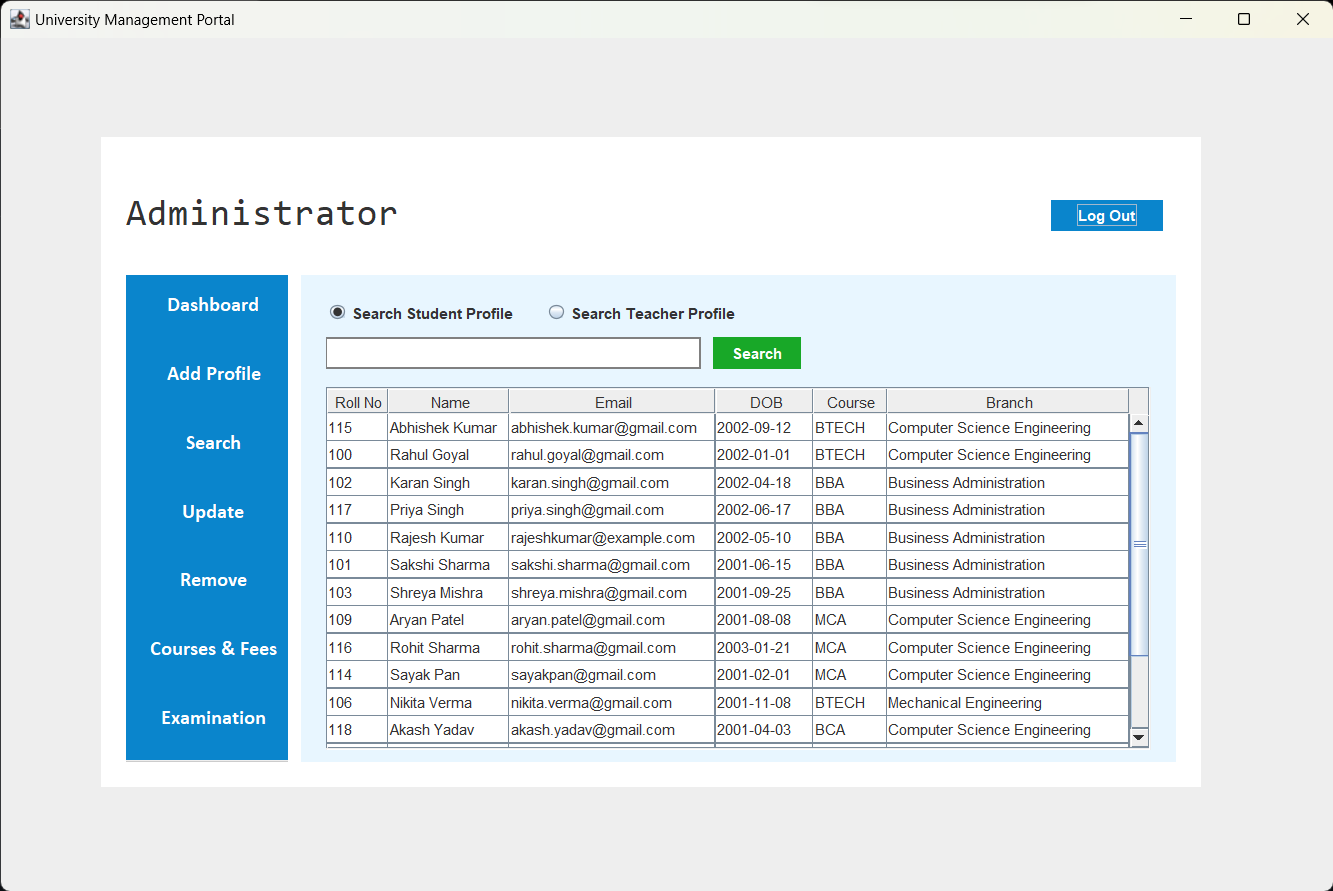 University Management Portal
Administrator
Log Out
Dashboard
Add Profile
Search
Update
Remove
Courses & Fees
Examination
Search Student Profile Search Teacher Profile
Search
Roll No Name Email DOB Course Branch
115 Abhishek Kumar abhishek.kumar@gmail.com 2002-09-12 BTECH Computer Science Engineering
100 Rahul Goyal rahul.goyal@gmail.com 2002-01-01 BTECH Computer Science Engineering
102 Karan Singh karan.singh@gmail.com 2002-04-18 BBA Business Administration
117 Priya Singh priya.singh@gmail.com 2002-06-17 BBA Business Administration
110 Rajesh Kumar rajeshkumar@example.com 2002-05-10 BBA Business Administration
101 Sakshi Sharma sakshi.sharma@gmail.com 2001-06-15 BBA Business Administration
103 Shreya Mishra shreya.mishra@gmail.com 2001-09-25 BBA Business Administration
109 Aryan Patel aryan.patel@gmail.com 2001-08-08 MCA Computer Science Engineering
116 Rohit Sharma rohit.sharma@gmail.com 2003-01-21 MCA Computer Science Engineering
114 Sayak Pan sayakpan@gmail.com 2001-02-01 MCA Computer Science Engineering
106 Nikita Verma nikita.verma@gmail.com 2001-11-08 BTECH Mechanical Engineering
118 Akash Yadav akash.yadav@gmail.com 2001-04-03 BCA Computer Science Engineering